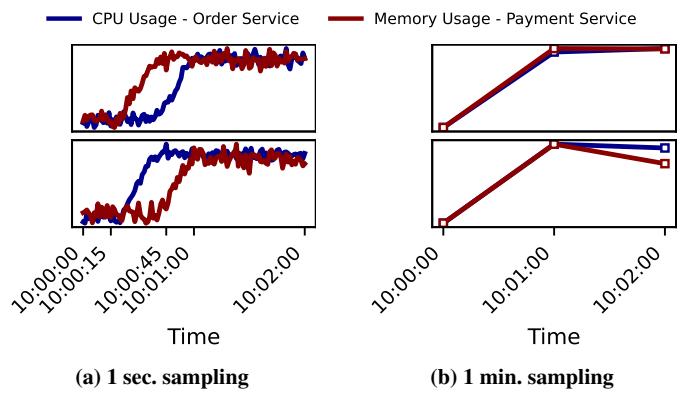 CPU Usage - Order Service    Memory Usage - Payment Service
10:00:00 10:00:15 10:00:45 10:01:00 10:02:00
10:00:00 10:01:00 10:02:00
Time    Time
(a) 1 sec. sampling    (b) 1 min. sampling